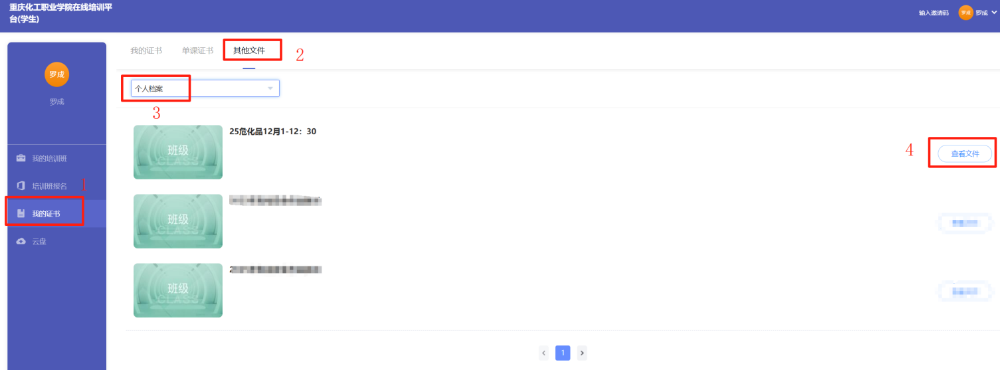 重庆化工职业学院在线培训平
台(学生)
输入邀请码
罗成
罗成
罗成
罗成
我的培训班
培训班报名
1
我的证书
云盘
我的证书
单课证书
其他文件
2
个人档案
3
班级
25危化品12月1-12：30
4
查看文件
班级
班级
1